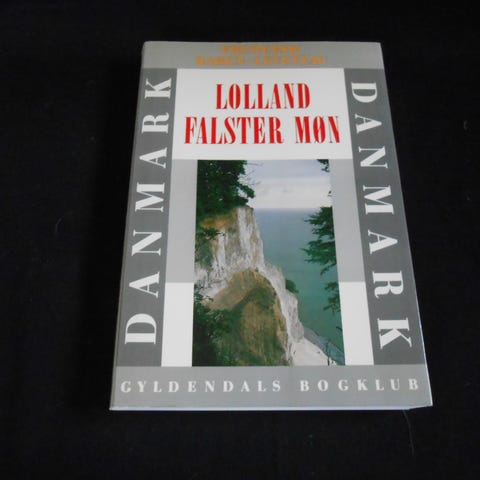 LOLLAND
FALSTER MØN
DANMARK
DANMARK
GYLDENDALS BOGKLUB